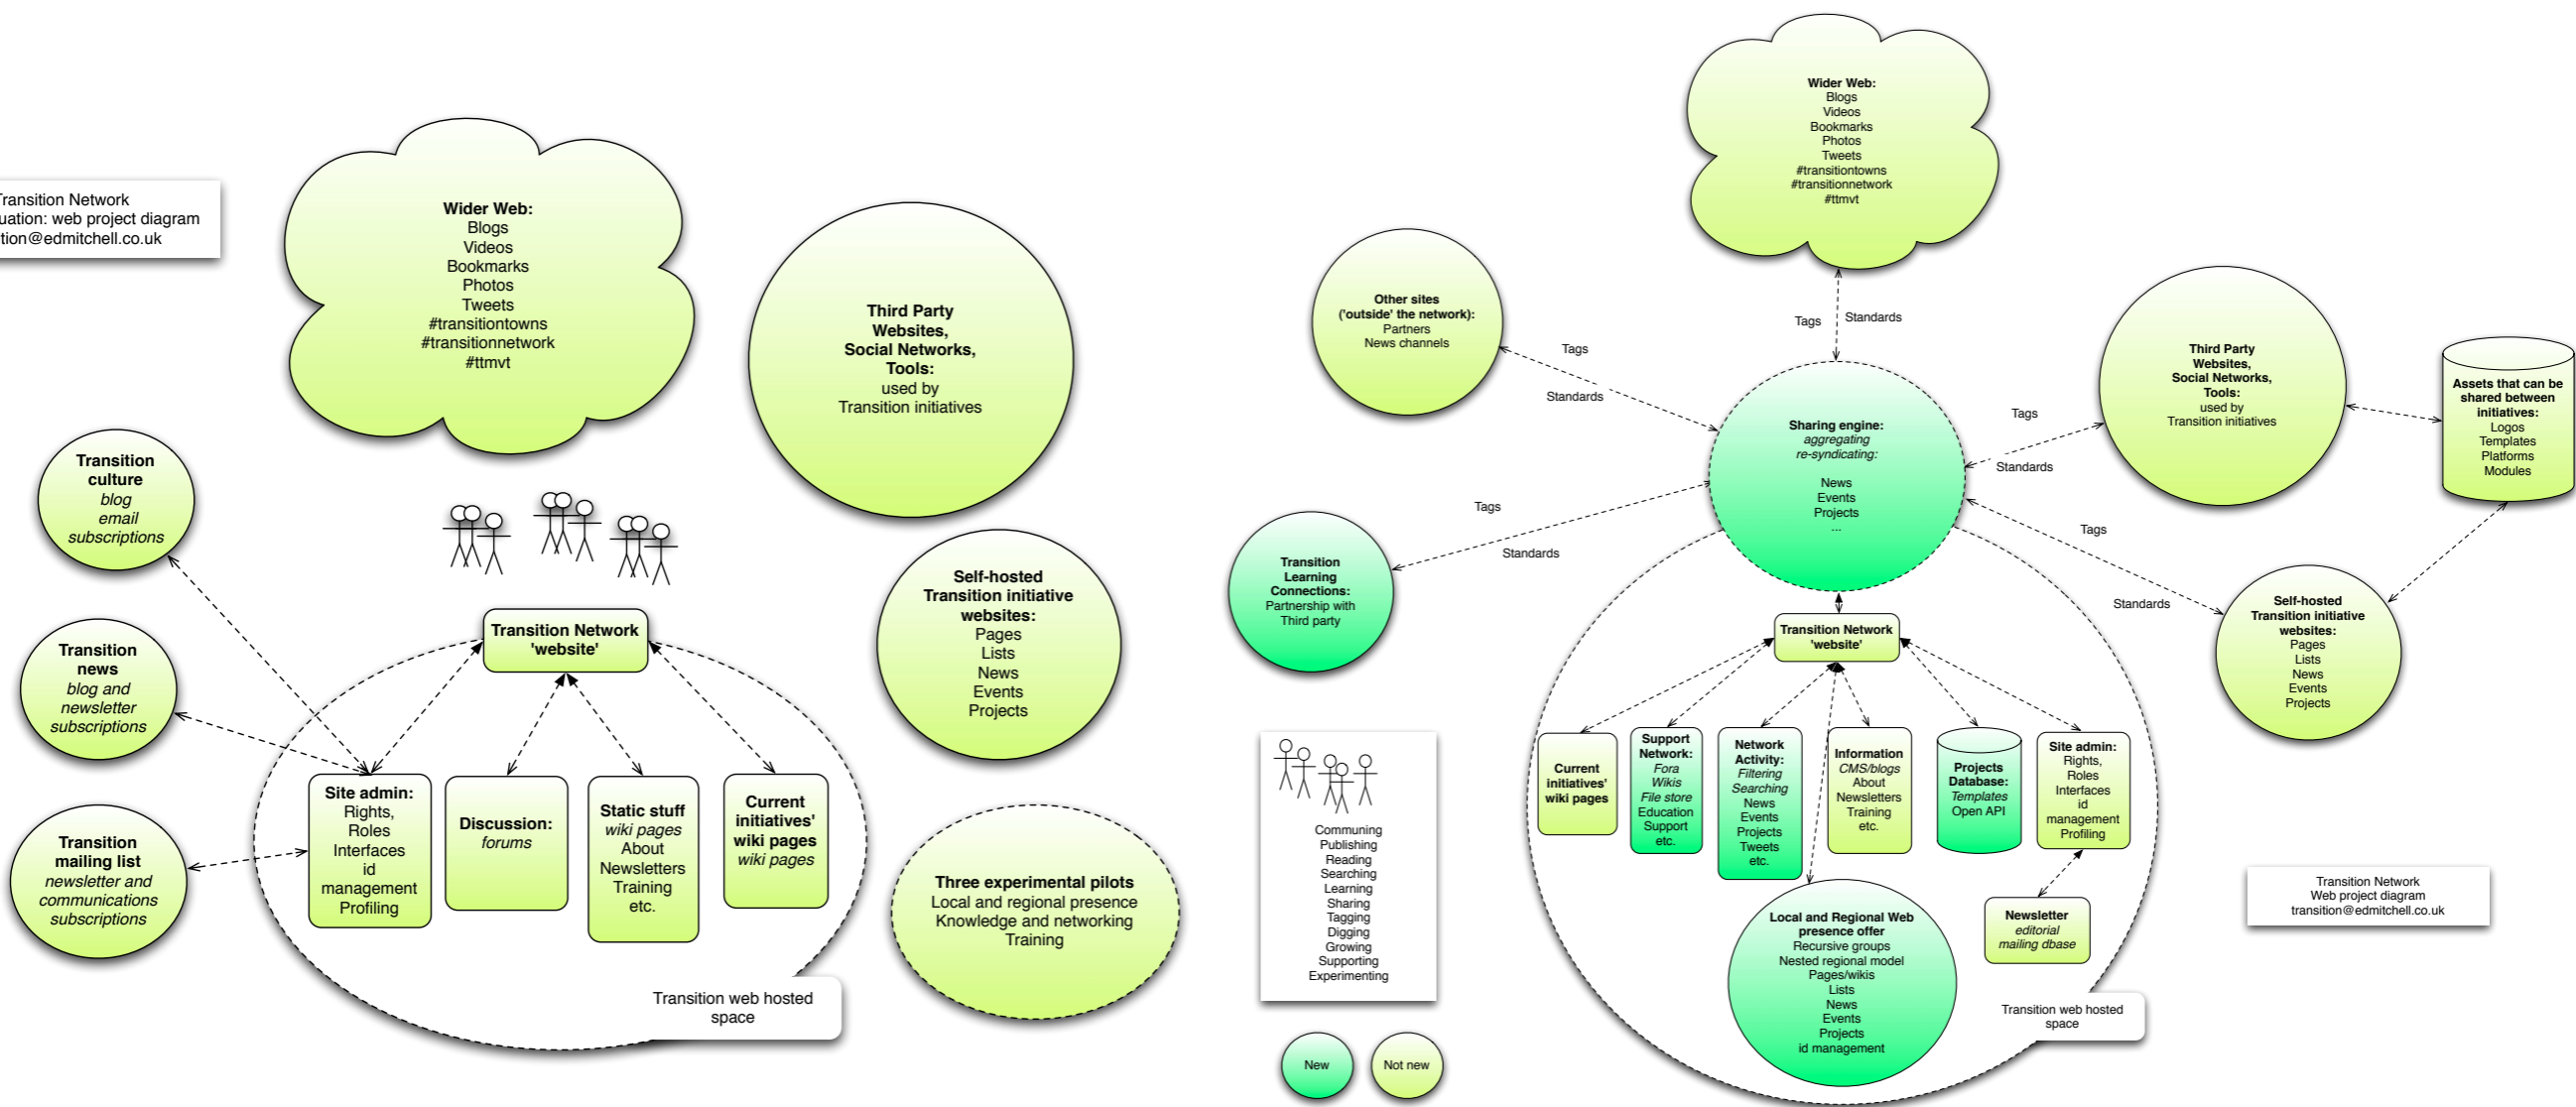 Transition Network
uation: web project diagram
tion@edmitchell.co.uk
Wider Web:
Blogs
Videos
Bookmarks
Photos
Tweets
#transitiontowns
#transitionnetwork
#ttmvt
Third Party
Websites,
Social Networks,
Tools:
used by
Transition initiatives
Transition
culture
blog
email
subscriptions
Transition
news
blog and
newsletter
subscriptions
Transition
mailing list
newsletter and
communications
subscriptions
Self-hosted
Transition initiative
websites:
Pages
Lists
News
Events
Projects
Transition Network
'website'
Site admin:
Rights,
Roles
Interfaces
id
management
Profiling
Discussion:
forums
Static stuff
wiki pages
About
Newsletters
Training
etc.
Current
initiatives'
wiki pages
wiki pages
Three experimental pilots
Local and regional presence
Knowledge and networking
Training
Transition web hosted
space
Wider Web:
Blogs
Videos
Bookmarks
Photos
Tweets
#transitiontowns
#transitionnetwork
#ttmvt
Other sites
('outside' the network):
Partners
News channels
Tags
Standards
Tags
Standards
Sharing engine:
aggregating
re-syndicating:
News
Events
Projects
...
Tags
Standards
Third Party
Websites,
Social Networks,
Tools:
used by
Transition initiatives
Assets that can be
shared between
initiatives:
Logos
Templates
Platforms
Modules
Tags
Standards
Transition
Learning
Connections:
Partnership with
Third party
Tags
Standards
Self-hosted
Transition initiative
websites:
Pages
Lists
News
Events
Projects
Transition Network
'website'
Current
initiatives'
wiki pages
Support
Network:
Fora
Wikis
File store
Education
Support
etc.
Network
Activity:
Filtering
Searching
News
Events
Projects
Tweets
etc.
Information
CMS/blogs
About
Newsletters
Training
etc.
Projects
Database:
Templates
Open API
Site admin:
Rights,
Roles
Interfaces
id
management
Profiling
Newsletter
editorial
mailing dbase
Local and Regional Web
presence offer
Recursive groups
Nested regional model
Pages/wikis
Lists
News
Events
Projects
id management
Transition web hosted
space
Communing
Publishing
Reading
Searching
Learning
Sharing
Tagging
Digging
Growing
Supporting
Experimenting
New
Not new
Transition Network
Web project diagram
transition@edmitchell.co.uk